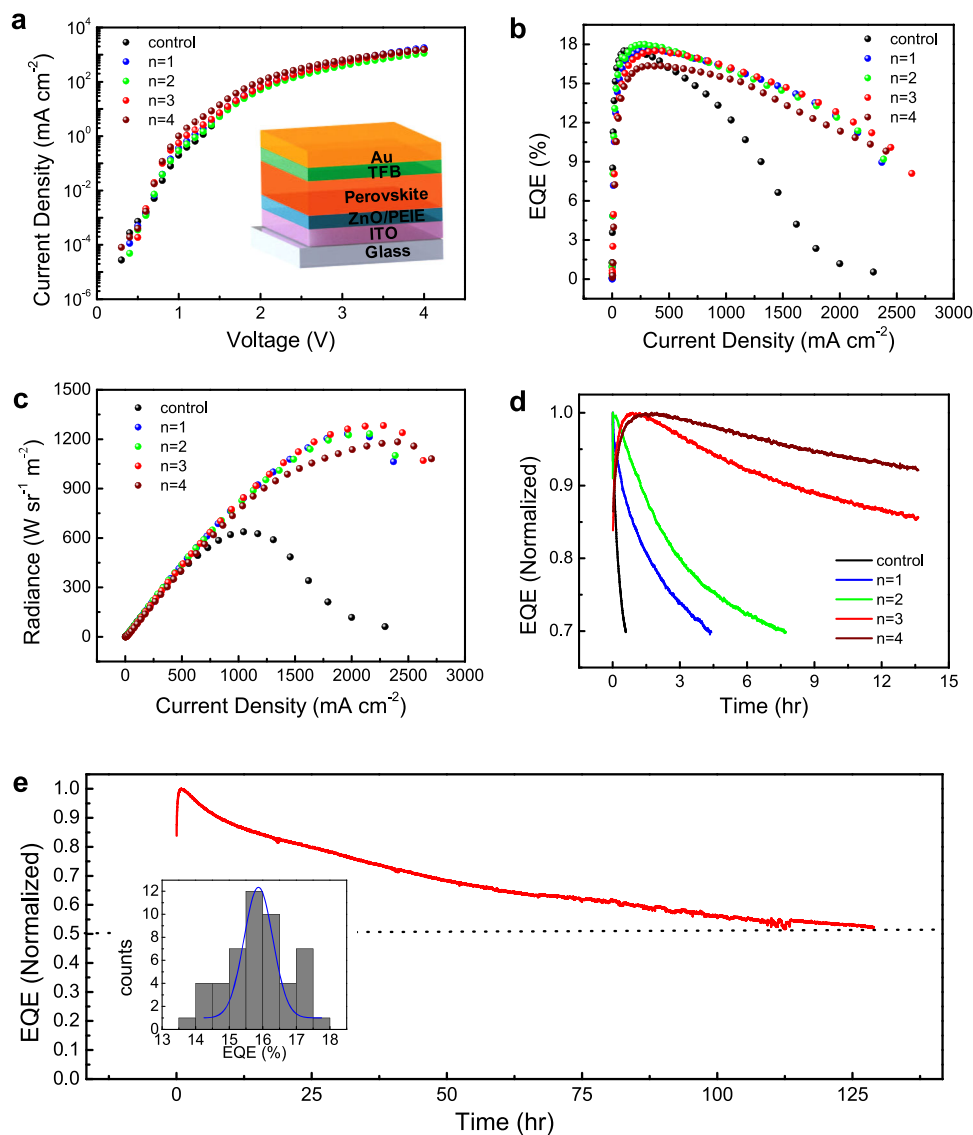 a
10⁴
10²
10⁰
10⁻²
10⁻⁴
10⁻⁶
Current Density (mA cm⁻²)
control
n=1
n=2
n=3
n=4
Au
TFB
Perovskite
ZnO/PEIE
ITO
Glass
0 1 2 3 4
Voltage (V)
b
18
15
12
9
6
3
0
EQE (%)
control
n=1
n=2
n=3
n=4
0 500 1000 1500 2000 2500 3000
Current Density (mA cm⁻²)
c
1500
1200
900
600
300
0
Radiance (W sr⁻¹ m⁻²)
control
n=1
n=2
n=3
n=4
0 500 1000 1500 2000 2500 3000
Current Density (mA cm⁻²)
d
1.0
0.9
0.8
0.7
EQE (Normalized)
control
n=1
n=2
n=3
n=4
0 3 6 9 12 15
Time (hr)
e
1.0
0.9
0.8
0.7
0.6
0.5
0.4
0.3
0.2
0.1
0.0
EQE (Normalized)
12
10
8
6
4
2
0
counts
13 14 15 16 17 18
EQE (%)
0 25 50 75 100 125
Time (hr)